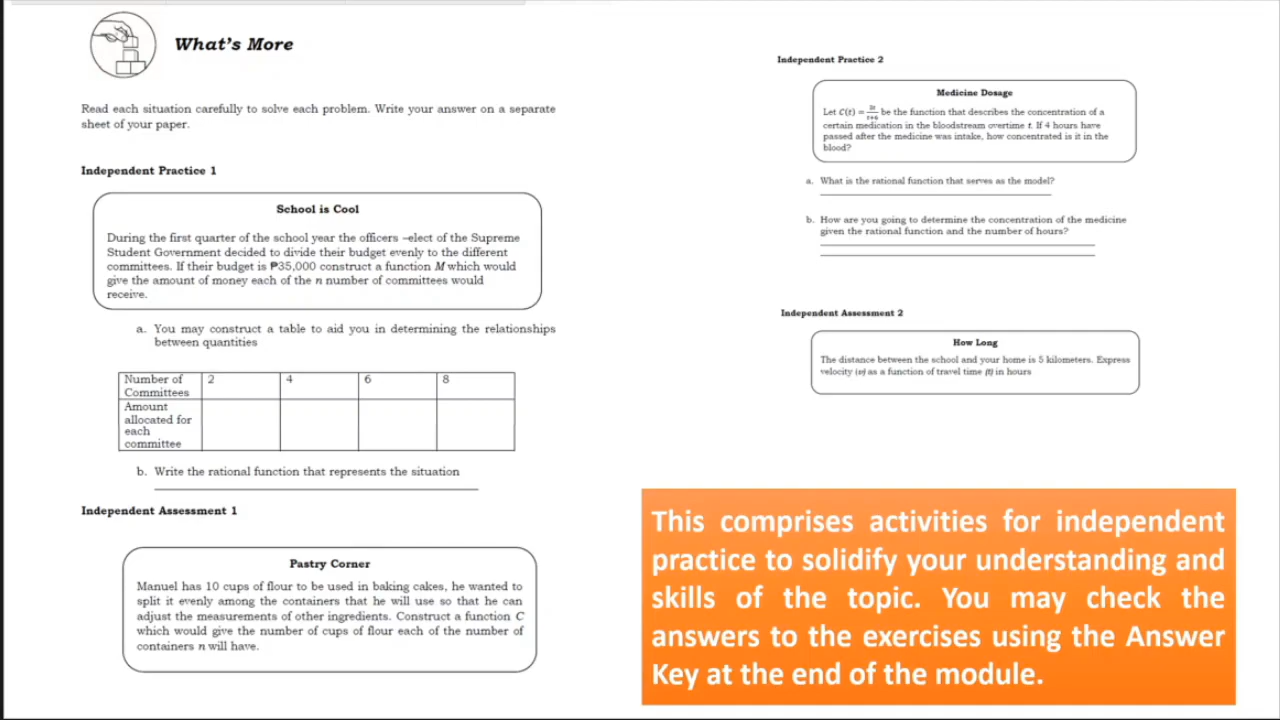 What's More
Read each situation carefully to solve each problem. Write your answer on a separate
sheet of your paper.
Independent Practice 1
School is Cool
During the first quarter of the school year the officers –elect of the Supreme
Student Government decided to divide their budget evenly to the different
committees. If their budget is ₱35,000 construct a function M which would
give the amount of money each of the n number of committees would
receive.
a. You may construct a table to aid you in determining the relationships
between quantities
Number of 2 4 6 8
Committees
Amount
allocated for
each
committee
b. Write the rational function that represents the situation
Independent Assessment 1
Pastry Corner
Manuel has 10 cups of flour to be used in baking cakes, he wanted to
split it evenly among the containers that he will use so that he can
adjust the measurements of other ingredients. Construct a function C
which would give the number of cups of flour each of the number of
containers n will have.
Independent Practice 2
Medicine Dosage
Let C(t) = be the function that describes the concentration of a
certain medication in the bloodstream overtime t. If 4 hours have
passed after the medicine was intake, how concentrated is it in the
blood?
a. What is the rational function that serves as the model?
b. How are you going to determine the concentration of the medicine
given the rational function and the number of hours?
Independent Assessment 2
How Long
The distance between the school and your home is 5 kilometers. Express
velocity (v) as a function of travel time (t) in hours
This comprises activities for independent
practice to solidify your understanding and
skills of the topic. You may check the
answers to the exercises using the Answer
Key at the end of the module.